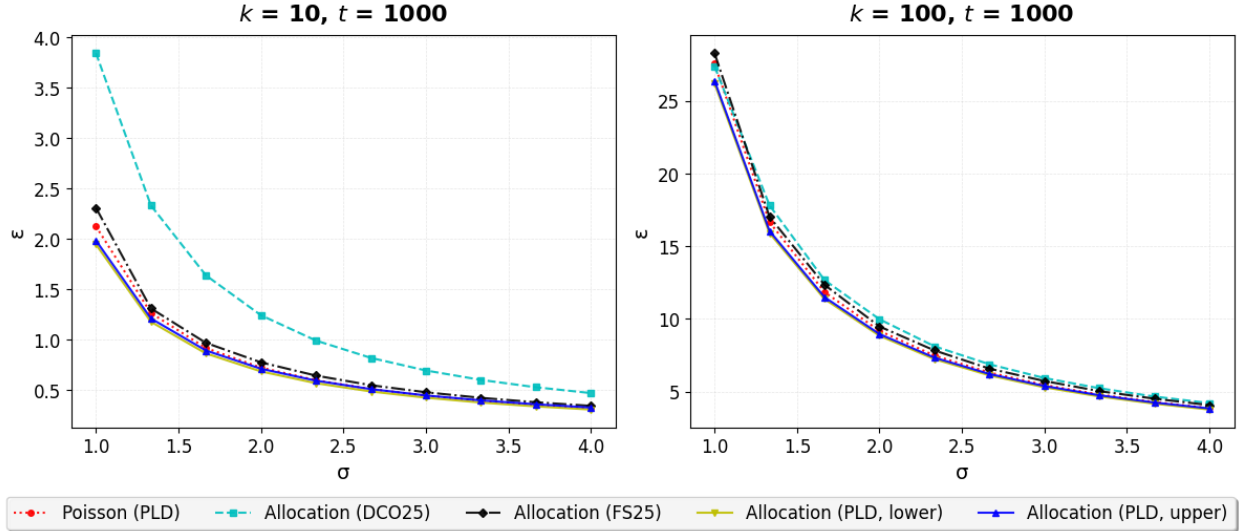 k = 10, t = 1000
k = 100, t = 1000
4.0
3.5
3.0
2.5
2.0
1.5
1.0
0.5
ε
1.0 1.5 2.0 2.5 3.0 3.5 4.0
σ
25
20
15
10
5
ε
1.0 1.5 2.0 2.5 3.0 3.5 4.0
σ
Poisson (PLD) Allocation (DCO25) Allocation (FS25) Allocation (PLD, lower) Allocation (PLD, upper)